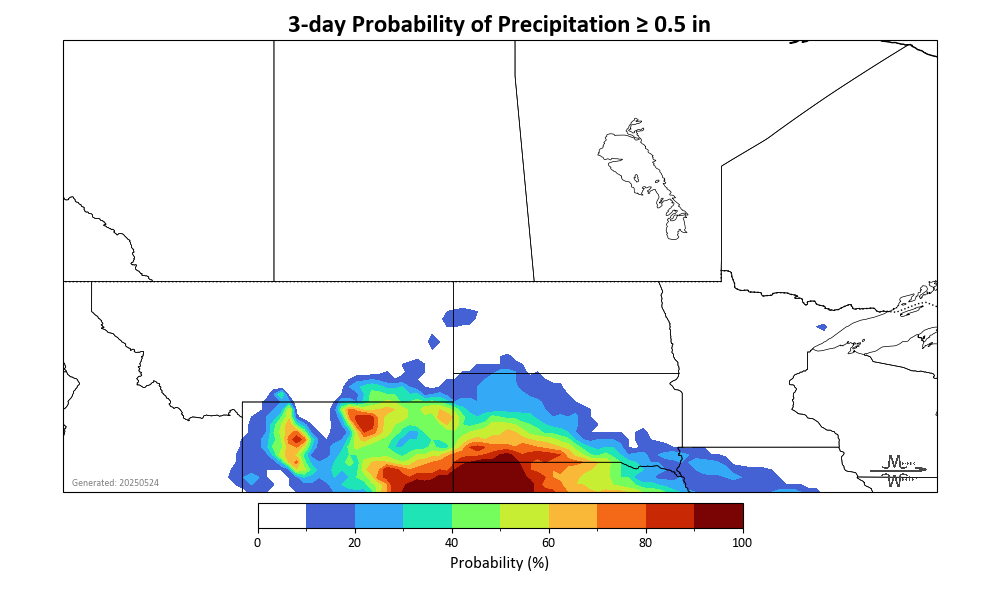 3-day Probability of Precipitation ≥ 0.5 in
Generated: 20250524
0 20 40 60 80 100
Probability (%)